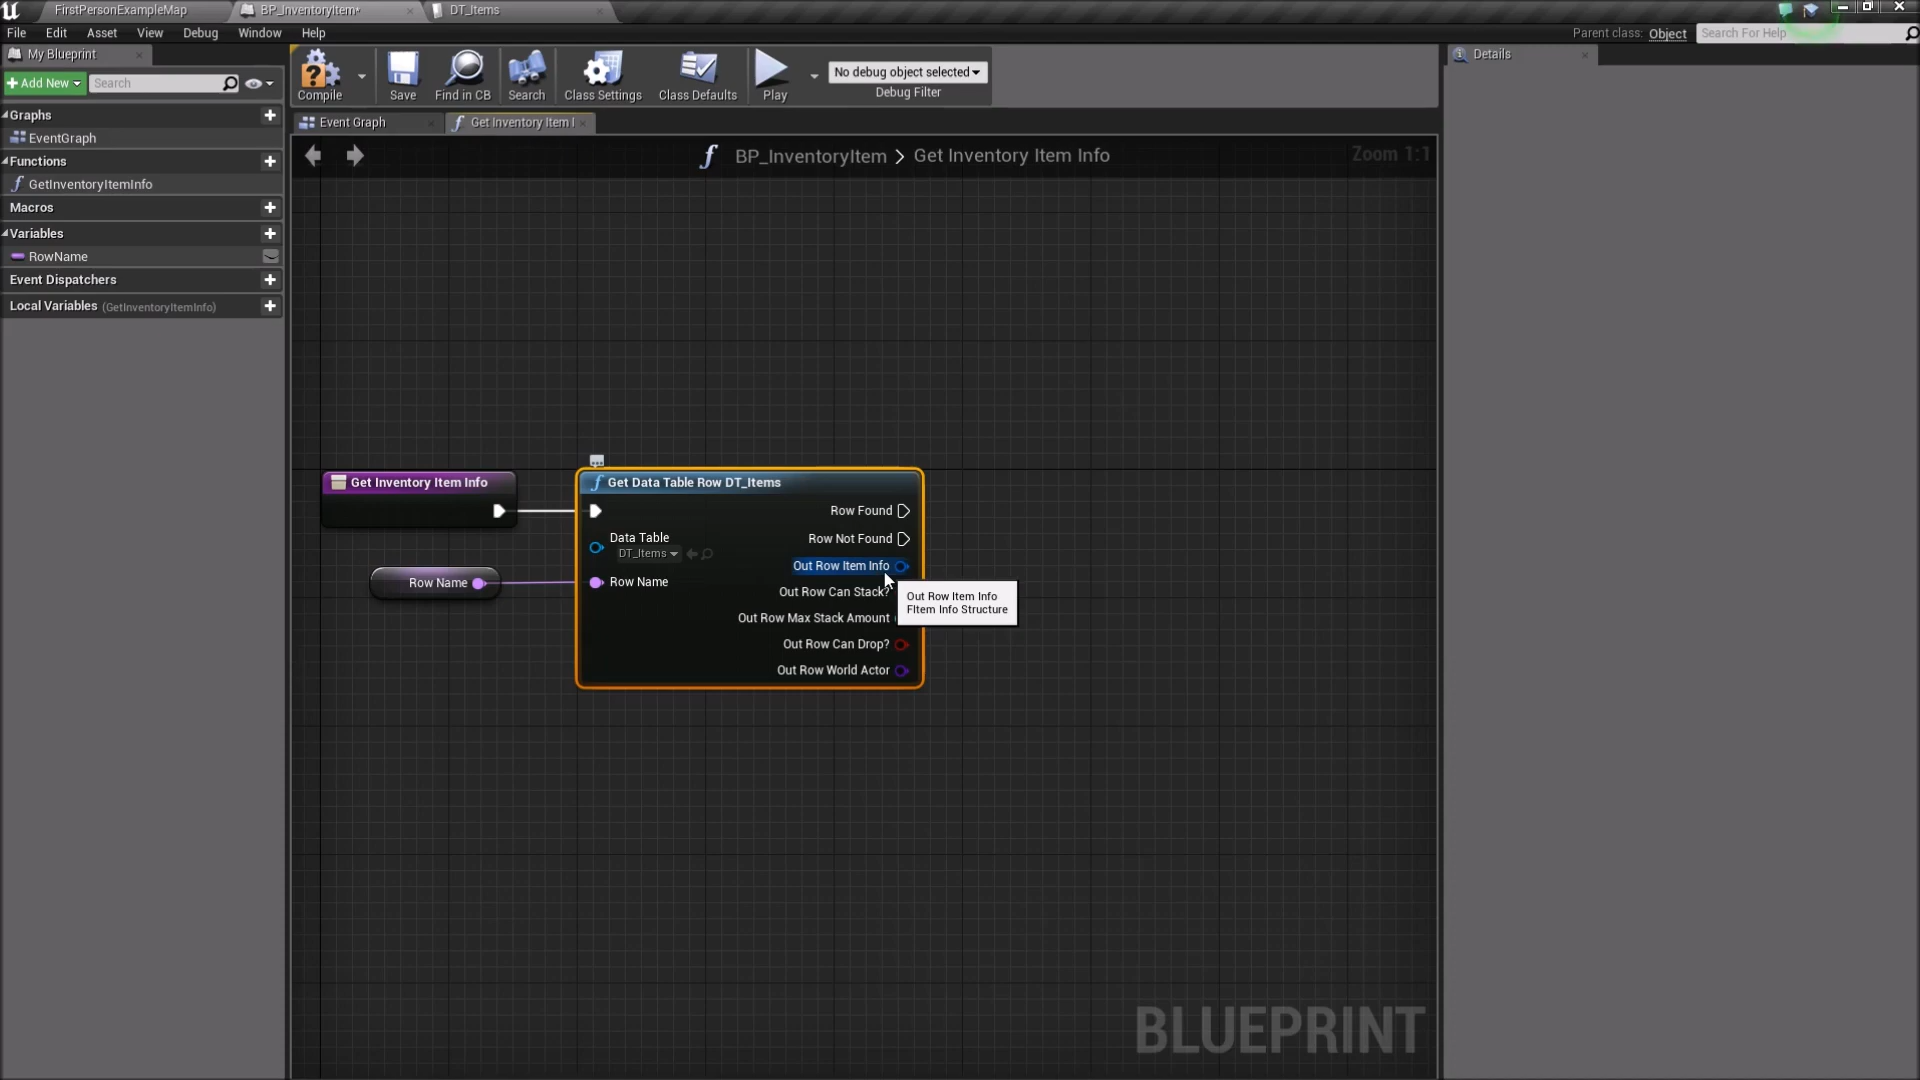 FirstPersonExampleMap
BP_InventoryItem*
DT_Items
File Edit Asset View Debug Window Help
Parent class: Object
Search For Help
My Blueprint
Details
Add New
Search
Compile
Save
Find in CB
Search
Class Settings
Class Defaults
Play
No debug object selected
Debug Filter
Graphs
EventGraph
Functions
GetInventoryItemInfo
Macros
Variables
RowName
Event Dispatchers
Local Variables (GetInventoryItemInfo)
Event Graph
Get Inventory Item I
BP_InventoryItem > Get Inventory Item Info
Zoom 1:1
Get Inventory Item Info
Row Name
Get Data Table Row DT_Items
Row Found
Data Table
DT_Items
Row Not Found
Out Row Item Info
Row Name
Out Row Can Stack?
Out Row Max Stack Amount
Out Row Can Drop?
Out Row World Actor
Out Row Item Info
FItem Info Structure
BLUEPRINT